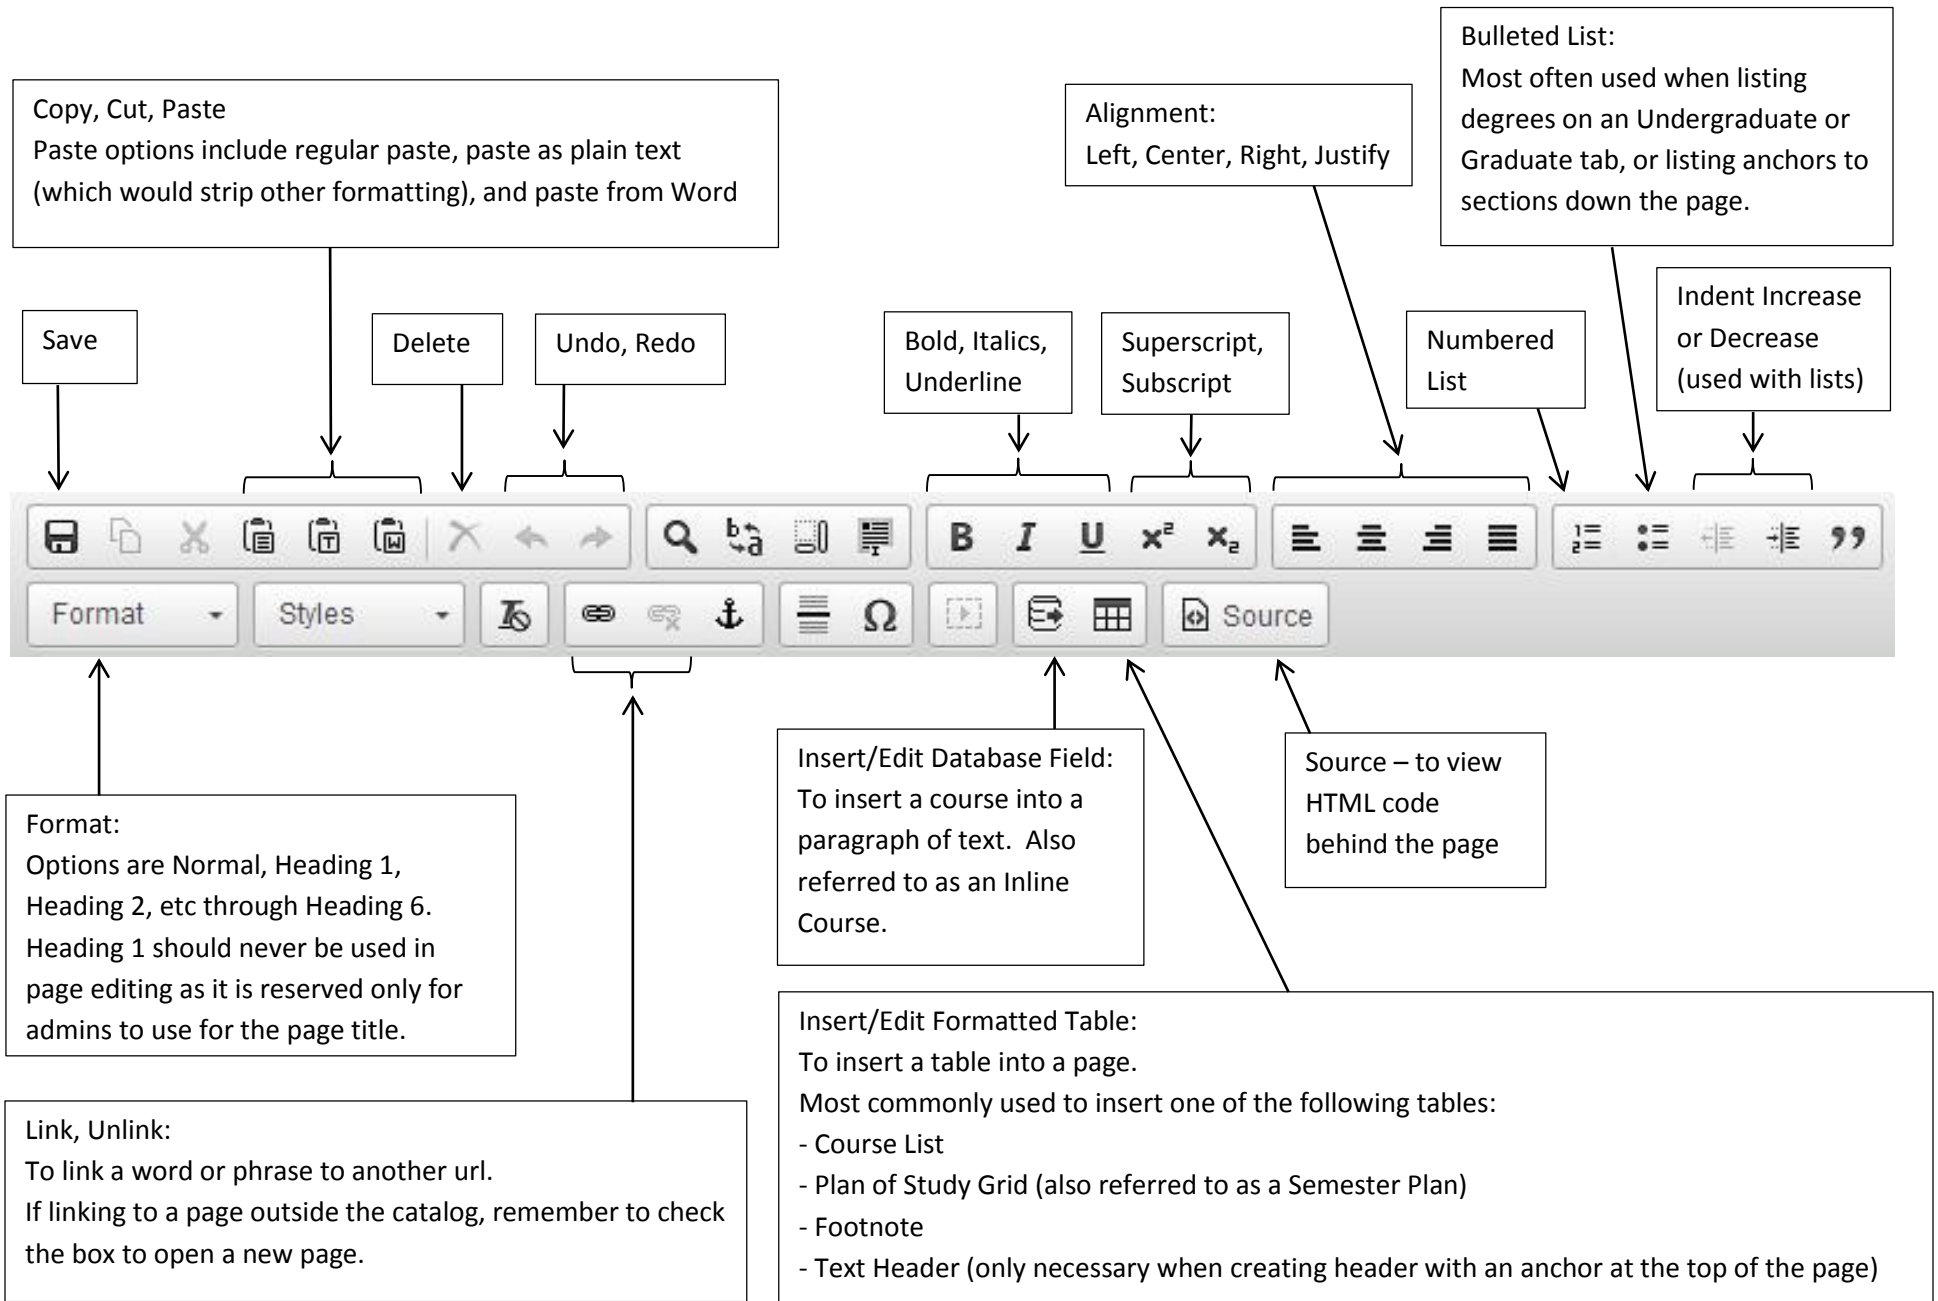 Bulleted List:
Most often used when listing
degrees on an Undergraduate or
Graduate tab, or listing anchors to
sections down the page.
Copy, Cut, Paste
Paste options include regular paste, paste as plain text
(which would strip other formatting), and paste from Word
Alignment:
Left, Center, Right, Justify
Indent Increase
or Decrease
(used with lists)
Save
Delete
Undo, Redo
Bold, Italics,
Underline
Superscript,
Subscript
Numbered
List
B I U x² x₂
Format
Styles
Ω
Source
Format:
Options are Normal, Heading 1,
Heading 2, etc through Heading 6.
Heading 1 should never be used in
page editing as it is reserved only for
admins to use for the page title.
Insert/Edit Database Field:
To insert a course into a
paragraph of text.  Also
referred to as an Inline
Course.
Source – to view
HTML code
behind the page
Link, Unlink:
To link a word or phrase to another url.
If linking to a page outside the catalog, remember to check
the box to open a new page.
Insert/Edit Formatted Table:
To insert a table into a page.
Most commonly used to insert one of the following tables:
- Course List
- Plan of Study Grid (also referred to as a Semester Plan)
- Footnote
- Text Header (only necessary when creating header with an anchor at the top of the page)